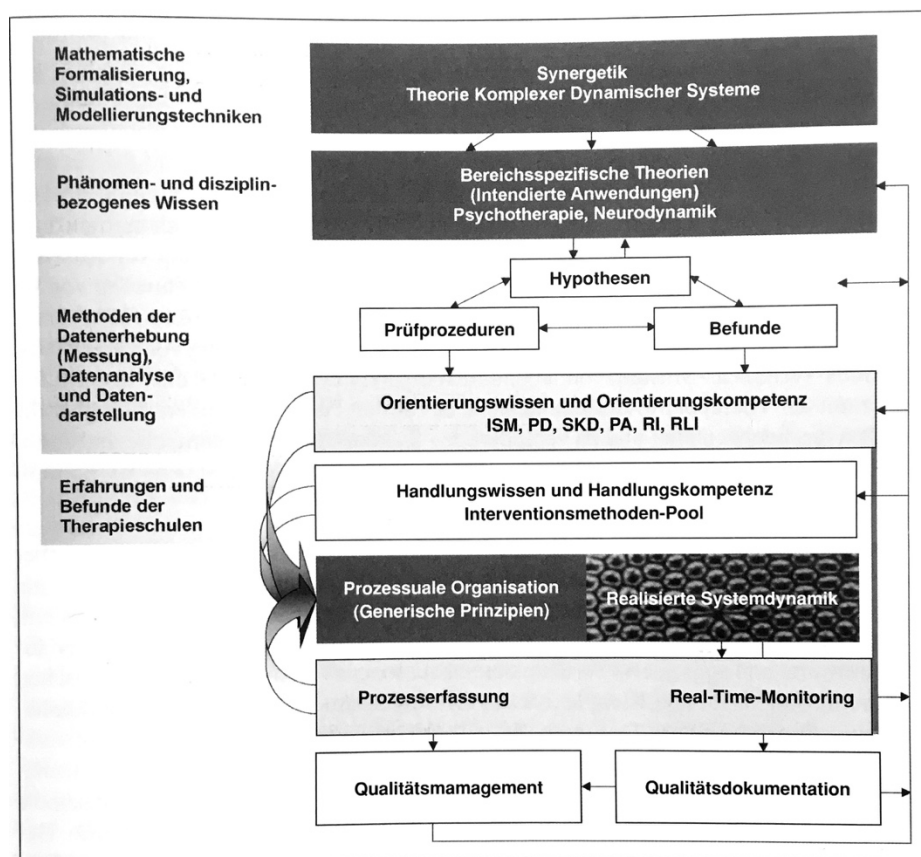 Mathematische
Formalisierung,
Simulations- und
Modellierungstechniken
Synergetik
Theorie Komplexer Dynamischer Systeme
Phänomen- und disziplin-
bezogenes Wissen
Bereichsspezifische Theorien
(Intendierte Anwendungen)
Psychotherapie, Neurodynamik
Hypothesen
Prüfprozeduren
Befunde
Methoden der
Datenerhebung
(Messung),
Datenanalyse
und Daten-
darstellung
Orientierungswissen und Orientierungskompetenz
ISM, PD, SKD, PA, RI, RLI
Erfahrungen und
Befunde der
Therapieschulen
Handlungswissen und Handlungskompetenz
Interventionsmethoden-Pool
Prozessuale Organisation
(Generische Prinzipien)
Realisierte Systemdynamik
Prozesserfassung
Real-Time-Monitoring
Qualitätsmamagement
Qualitätsdokumentation